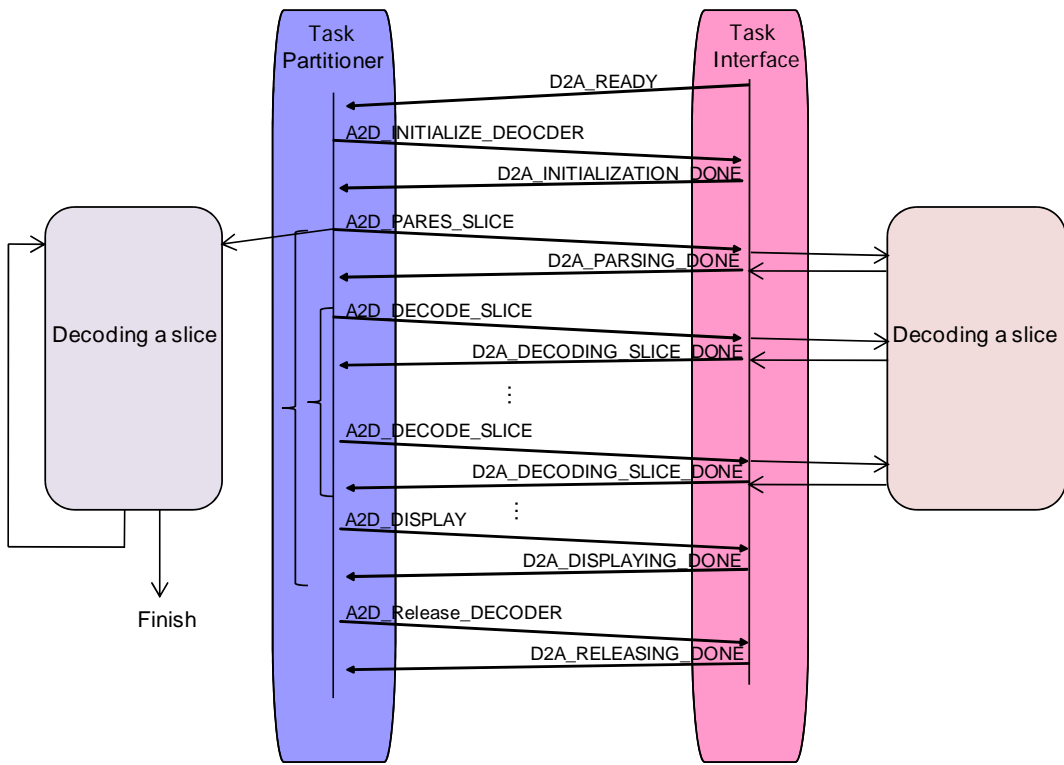 Task
Partitioner
Task
Interface
D2A_READY
A2D_INITIALIZE_DEOCDER
D2A_INITIALIZATION_DONE
A2D_PARES_SLICE
D2A_PARSING_DONE
A2D_DECODE_SLICE
Decoding a slice
Decoding a slice
D2A_DECODING_SLICE_DONE
⋮
A2D_DECODE_SLICE
D2A_DECODING_SLICE_DONE
⋮
A2D_DISPLAY
D2A_DISPLAYING_DONE
A2D_Release_DECODER
Finish
D2A_RELEASING_DONE